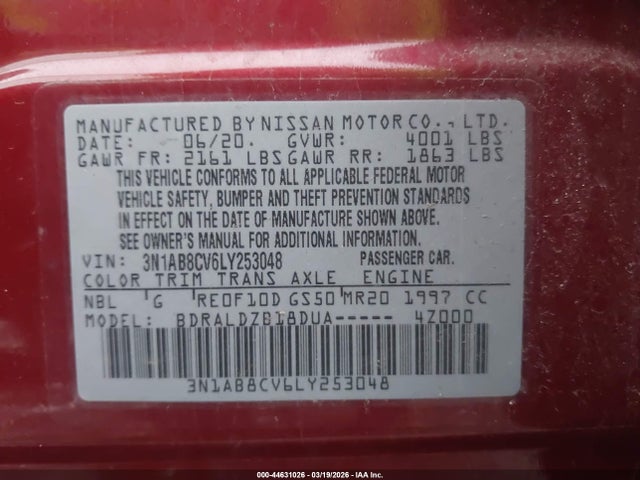 MANUFACTURED BY NISSAN MOTOR CO., LTD.
DATE: 06/20. GVWR: 4001 LBS
GAWR FR: 2161 LBS GAWR RR: 1863 LBS
THIS VEHICLE CONFORMS TO ALL APPLICABLE FEDERAL MOTOR
VEHICLE SAFETY, BUMPER AND THEFT PREVENTION STANDARDS
IN EFFECT ON THE DATE OF MANUFACTURE SHOWN ABOVE.
SEE OWNER'S MANUAL FOR ADDITIONAL INFORMATION.
VIN: 3N1AB8CV6LY253048 PASSENGER CAR.
COLOR TRIM TRANS AXLE ENGINE
NBL G RE0F10D GS50 MR20 1997 CC
MODEL: BDRALDZB18DUA----- 4Z000
3N1AB8CV6LY253048
000-44631026 - 03/19/2026 - IAA Inc.